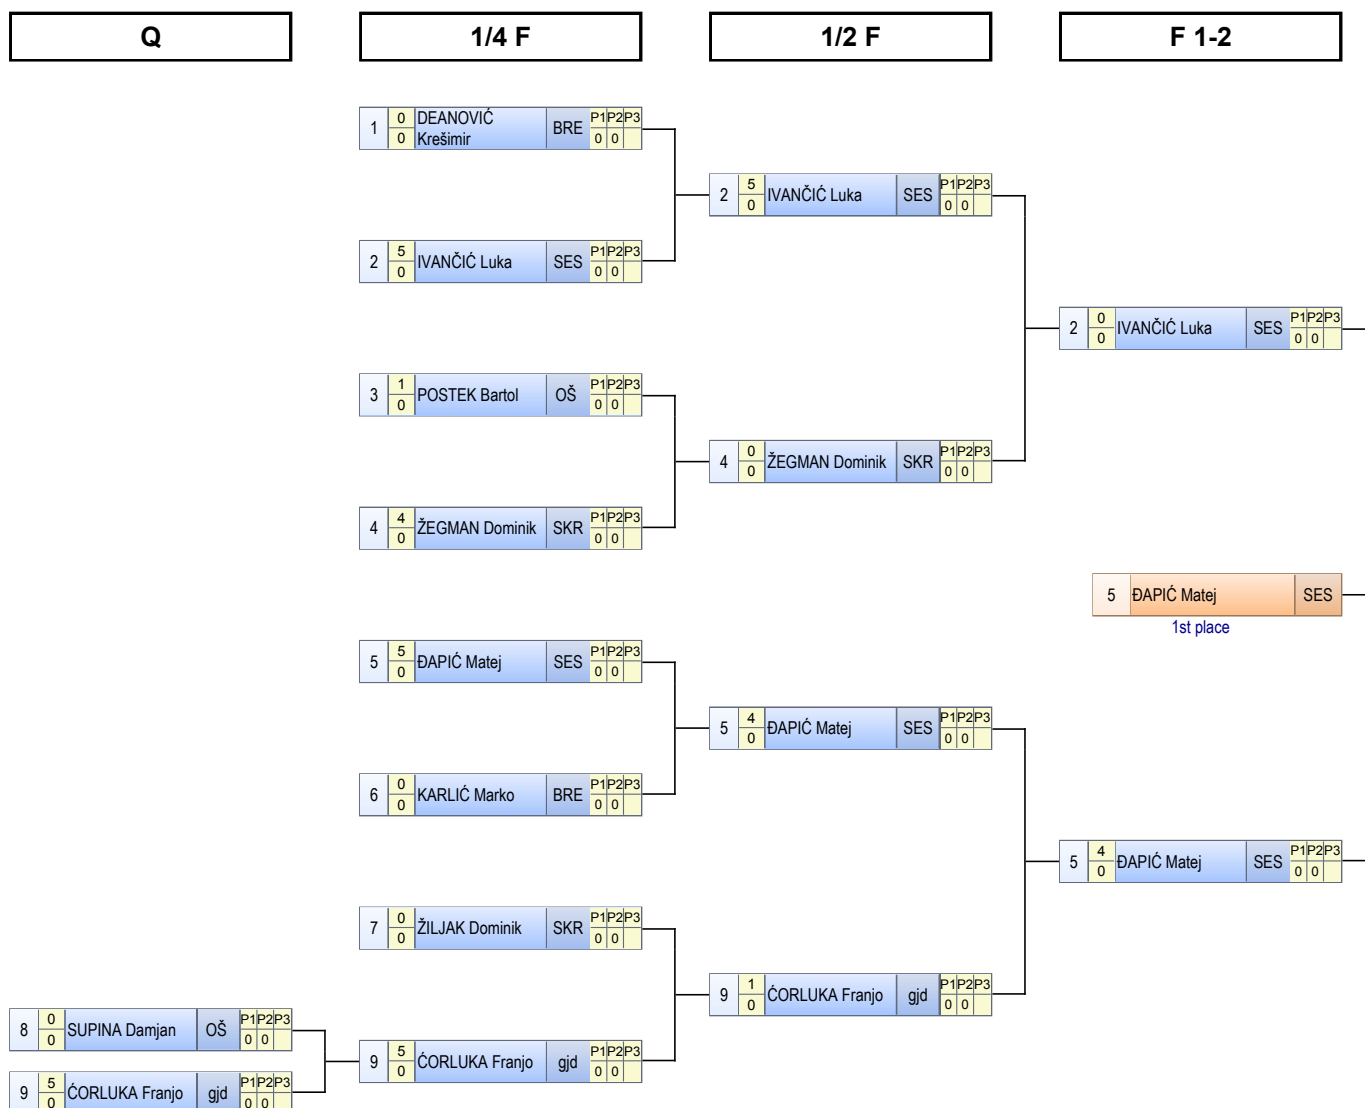 Q 1/4 F 1/2 F F 1-2
1 0 0 DEANOVIĆ Krešimir BRE P1 P2 P3 0 0
2 5 0 IVANČIĆ Luka SES P1 P2 P3 0 0
2 5 0 IVANČIĆ Luka SES P1 P2 P3 0 0
2 0 0 IVANČIĆ Luka SES P1 P2 P3 0 0
3 1 0 POSTEK Bartol OŠ P1 P2 P3 0 0
4 0 0 ŽEGMAN Dominik SKR P1 P2 P3 0 0
4 4 0 ŽEGMAN Dominik SKR P1 P2 P3 0 0
5 ĐAPIĆ Matej SES
1st place
5 5 0 ĐAPIĆ Matej SES P1 P2 P3 0 0
5 4 0 ĐAPIĆ Matej SES P1 P2 P3 0 0
6 0 0 KARLIĆ Marko BRE P1 P2 P3 0 0
5 4 0 ĐAPIĆ Matej SES P1 P2 P3 0 0
7 0 0 ŽILJAK Dominik SKR P1 P2 P3 0 0
9 1 0 ĆORLUKA Franjo gjd P1 P2 P3 0 0
8 0 0 SUPINA Damjan OŠ P1 P2 P3 0 0
9 5 0 ĆORLUKA Franjo gjd P1 P2 P3 0 0
9 5 0 ĆORLUKA Franjo gjd P1 P2 P3 0 0